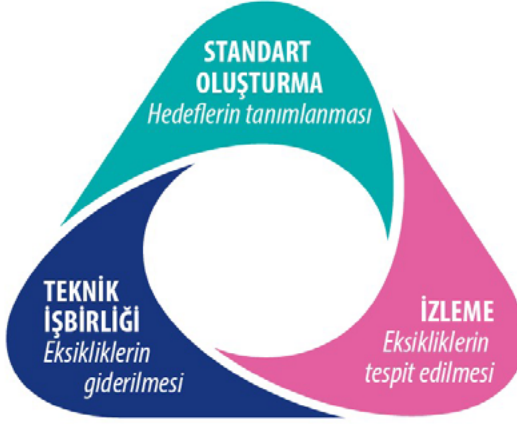 STANDART
OLUŞTURMA
Hedeflerin tanımlanması
TEKNİK
İŞBİRLİĞİ
Eksikliklerin
giderilmesi
İZLEME
Eksikliklerin
tespit edilmesi